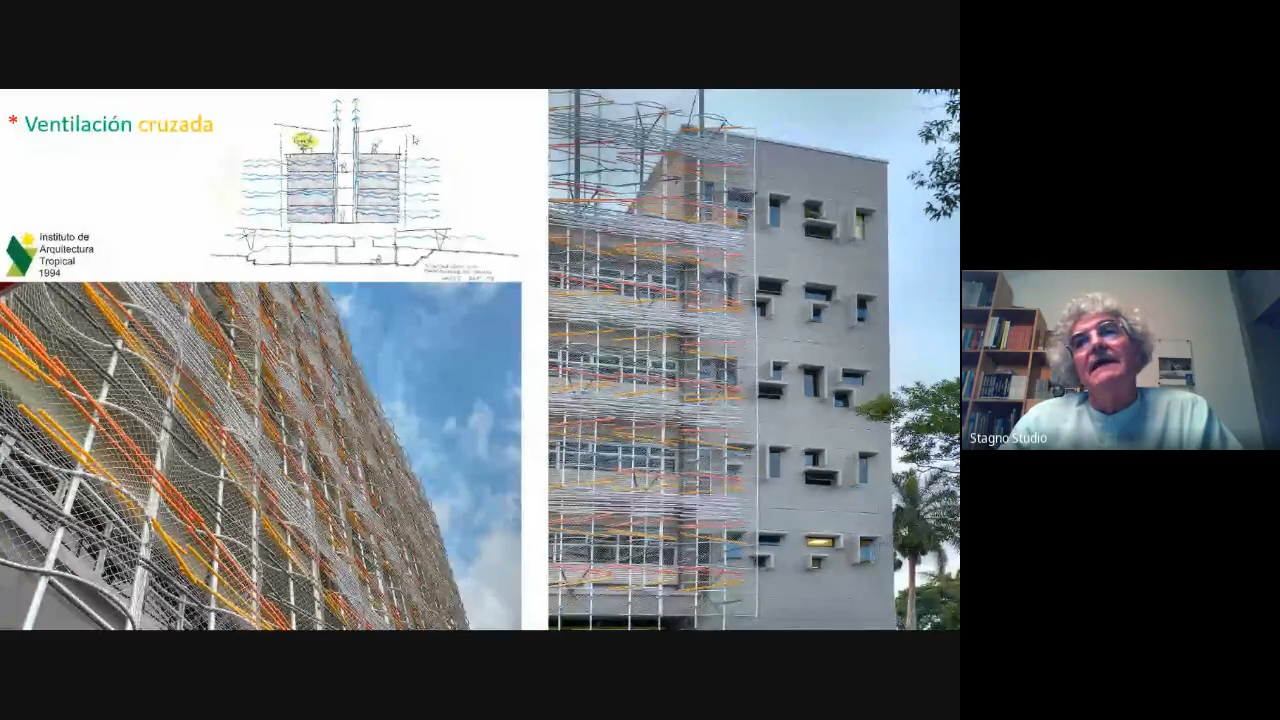 * Ventilación cruzada
Instituto de
Arquitectura
Tropical
1994
Stagno Studio